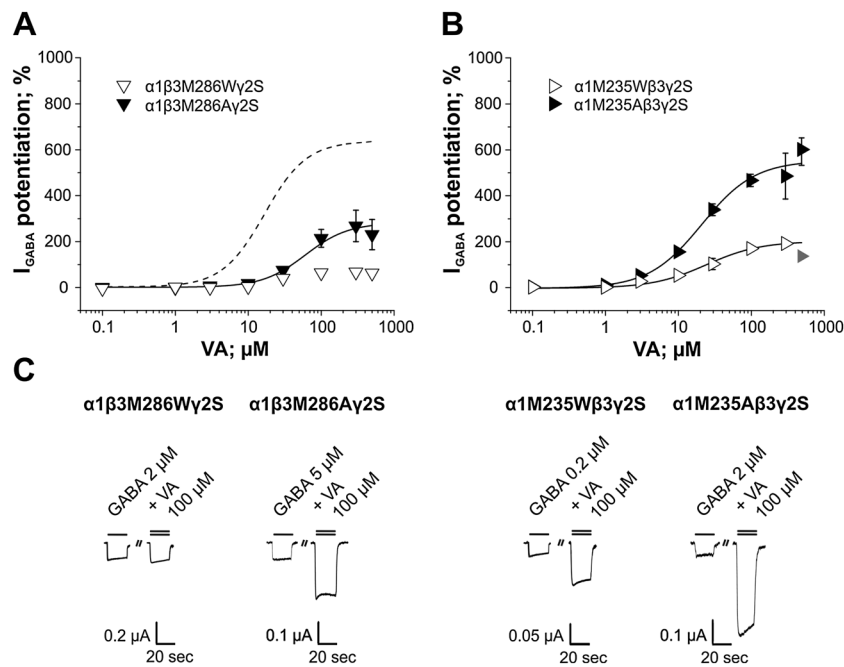 A
1000
800
600
400
200
0
I_GABA potentiation; %
α1β3M286Wγ2S
α1β3M286Aγ2S
0.1 1 10 100 1000
VA; µM
B
1000
800
600
400
200
0
I_GABA potentiation; %
α1M235Wβ3γ2S
α1M235Aβ3γ2S
0.1 1 10 100 1000
VA; µM
C
α1β3M286Wγ2S
GABA 2 µM
+ VA
100 µM
"
0.2 µA
20 sec
α1β3M286Aγ2S
GABA 5 µM
+ VA
100 µM
"
0.1 µA
20 sec
α1M235Wβ3γ2S
GABA 0.2 µM
+ VA
100 µM
"
0.05 µA
20 sec
α1M235Aβ3γ2S
GABA 2 µM
+ VA
100 µM
"
0.1 µA
20 sec